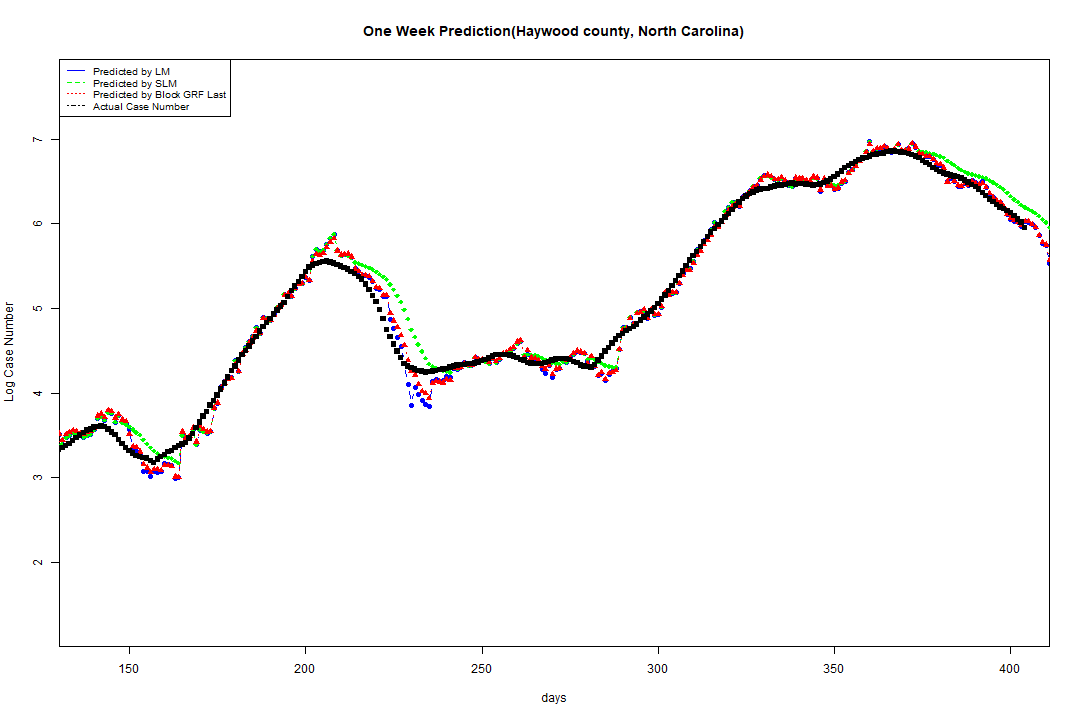 One Week Prediction(Haywood county, North Carolina)
Predicted by LM
Predicted by SLM
Predicted by Block GRF Last
Actual Case Number
7
6
5
4
3
2
Log Case Number
150 200 250 300 350 400
days